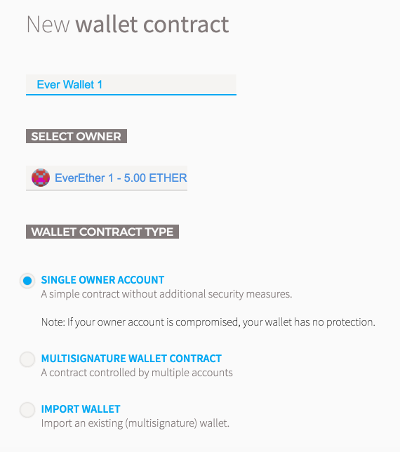 New wallet contract
Ever Wallet 1
SELECT OWNER
EverEther 1 - 5.00 ETHER
WALLET CONTRACT TYPE
SINGLE OWNER ACCOUNT
A simple contract without additional security measures.
Note: If your owner account is compromised, your wallet has no protection.
MULTISIGNATURE WALLET CONTRACT
A contract controlled by multiple accounts
IMPORT WALLET
Import an existing (multisignature) wallet.